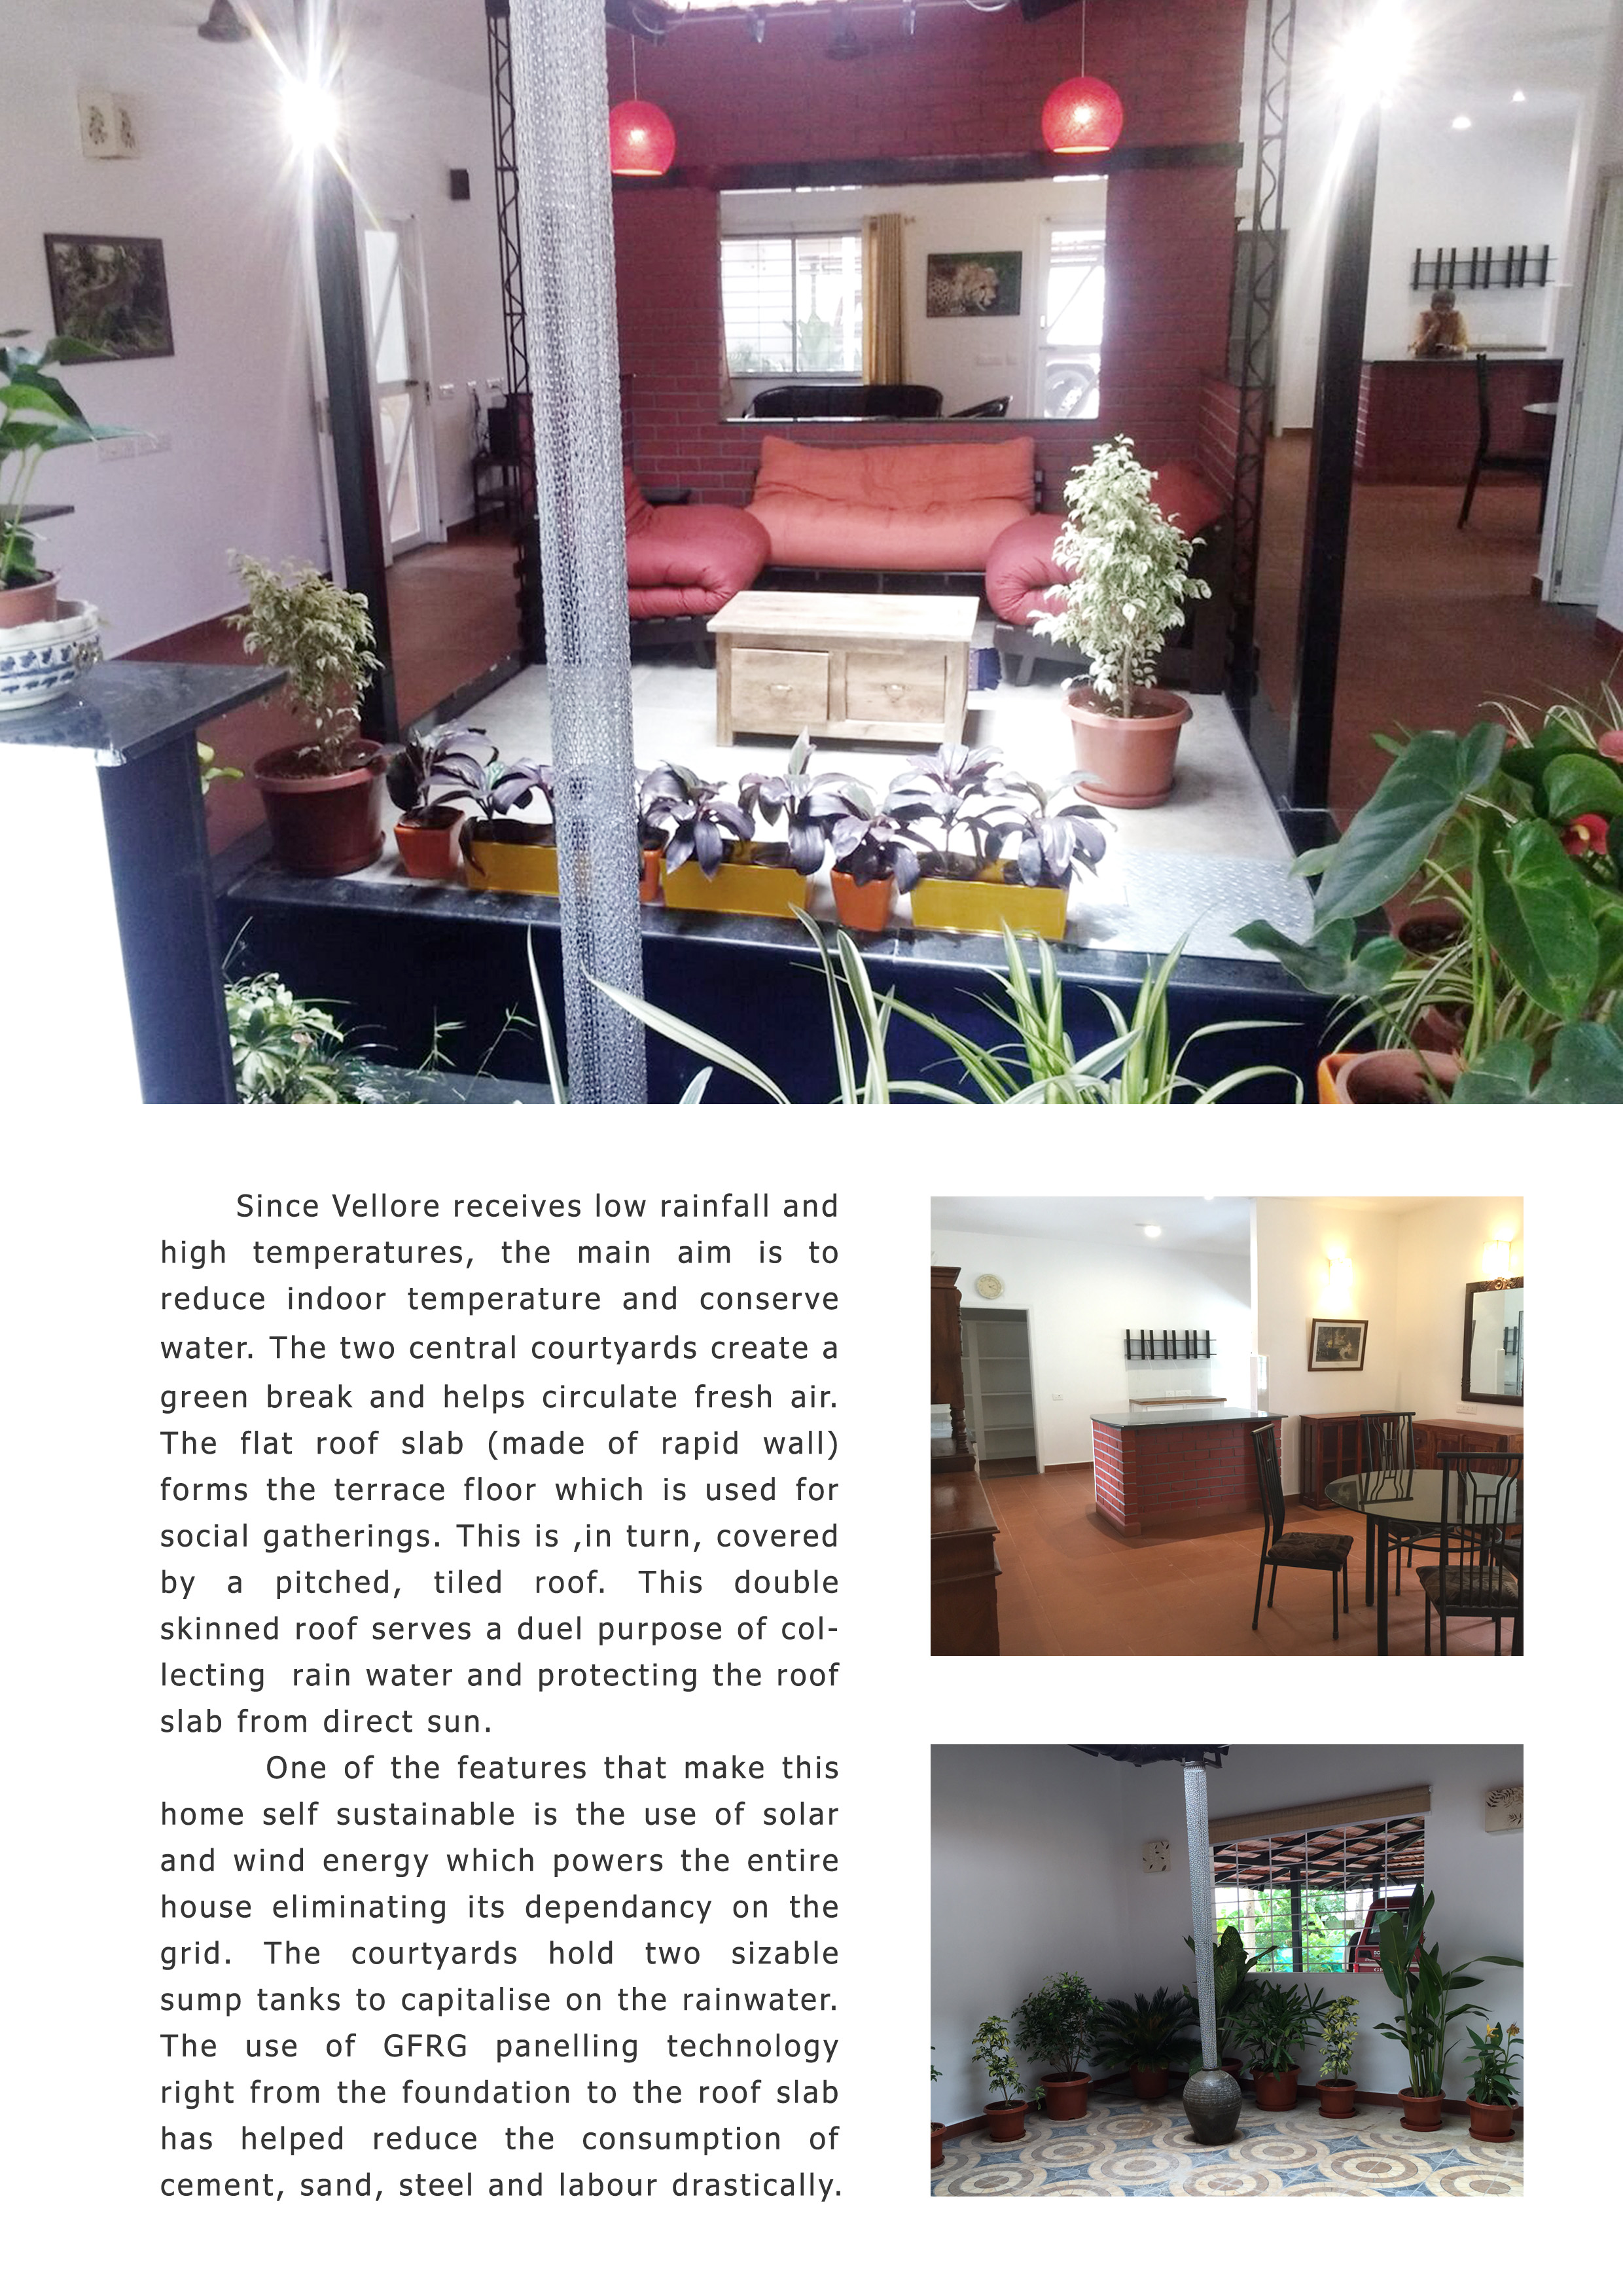 Since Vellore receives low rainfall and
high temperatures, the main aim is to
reduce indoor temperature and conserve
water. The two central courtyards create a
green break and helps circulate fresh air.
The flat roof slab (made of rapid wall)
forms the terrace floor which is used for
social gatherings. This is ,in turn, covered
by a pitched, tiled roof. This double
skinned roof serves a duel purpose of col-
lecting rain water and protecting the roof
slab from direct sun.
One of the features that make this
home self sustainable is the use of solar
and wind energy which powers the entire
house eliminating its dependancy on the
grid. The courtyards hold two sizable
sump tanks to capitalise on the rainwater.
The use of GFRG panelling technology
right from the foundation to the roof slab
has helped reduce the consumption of
cement, sand, steel and labour drastically.